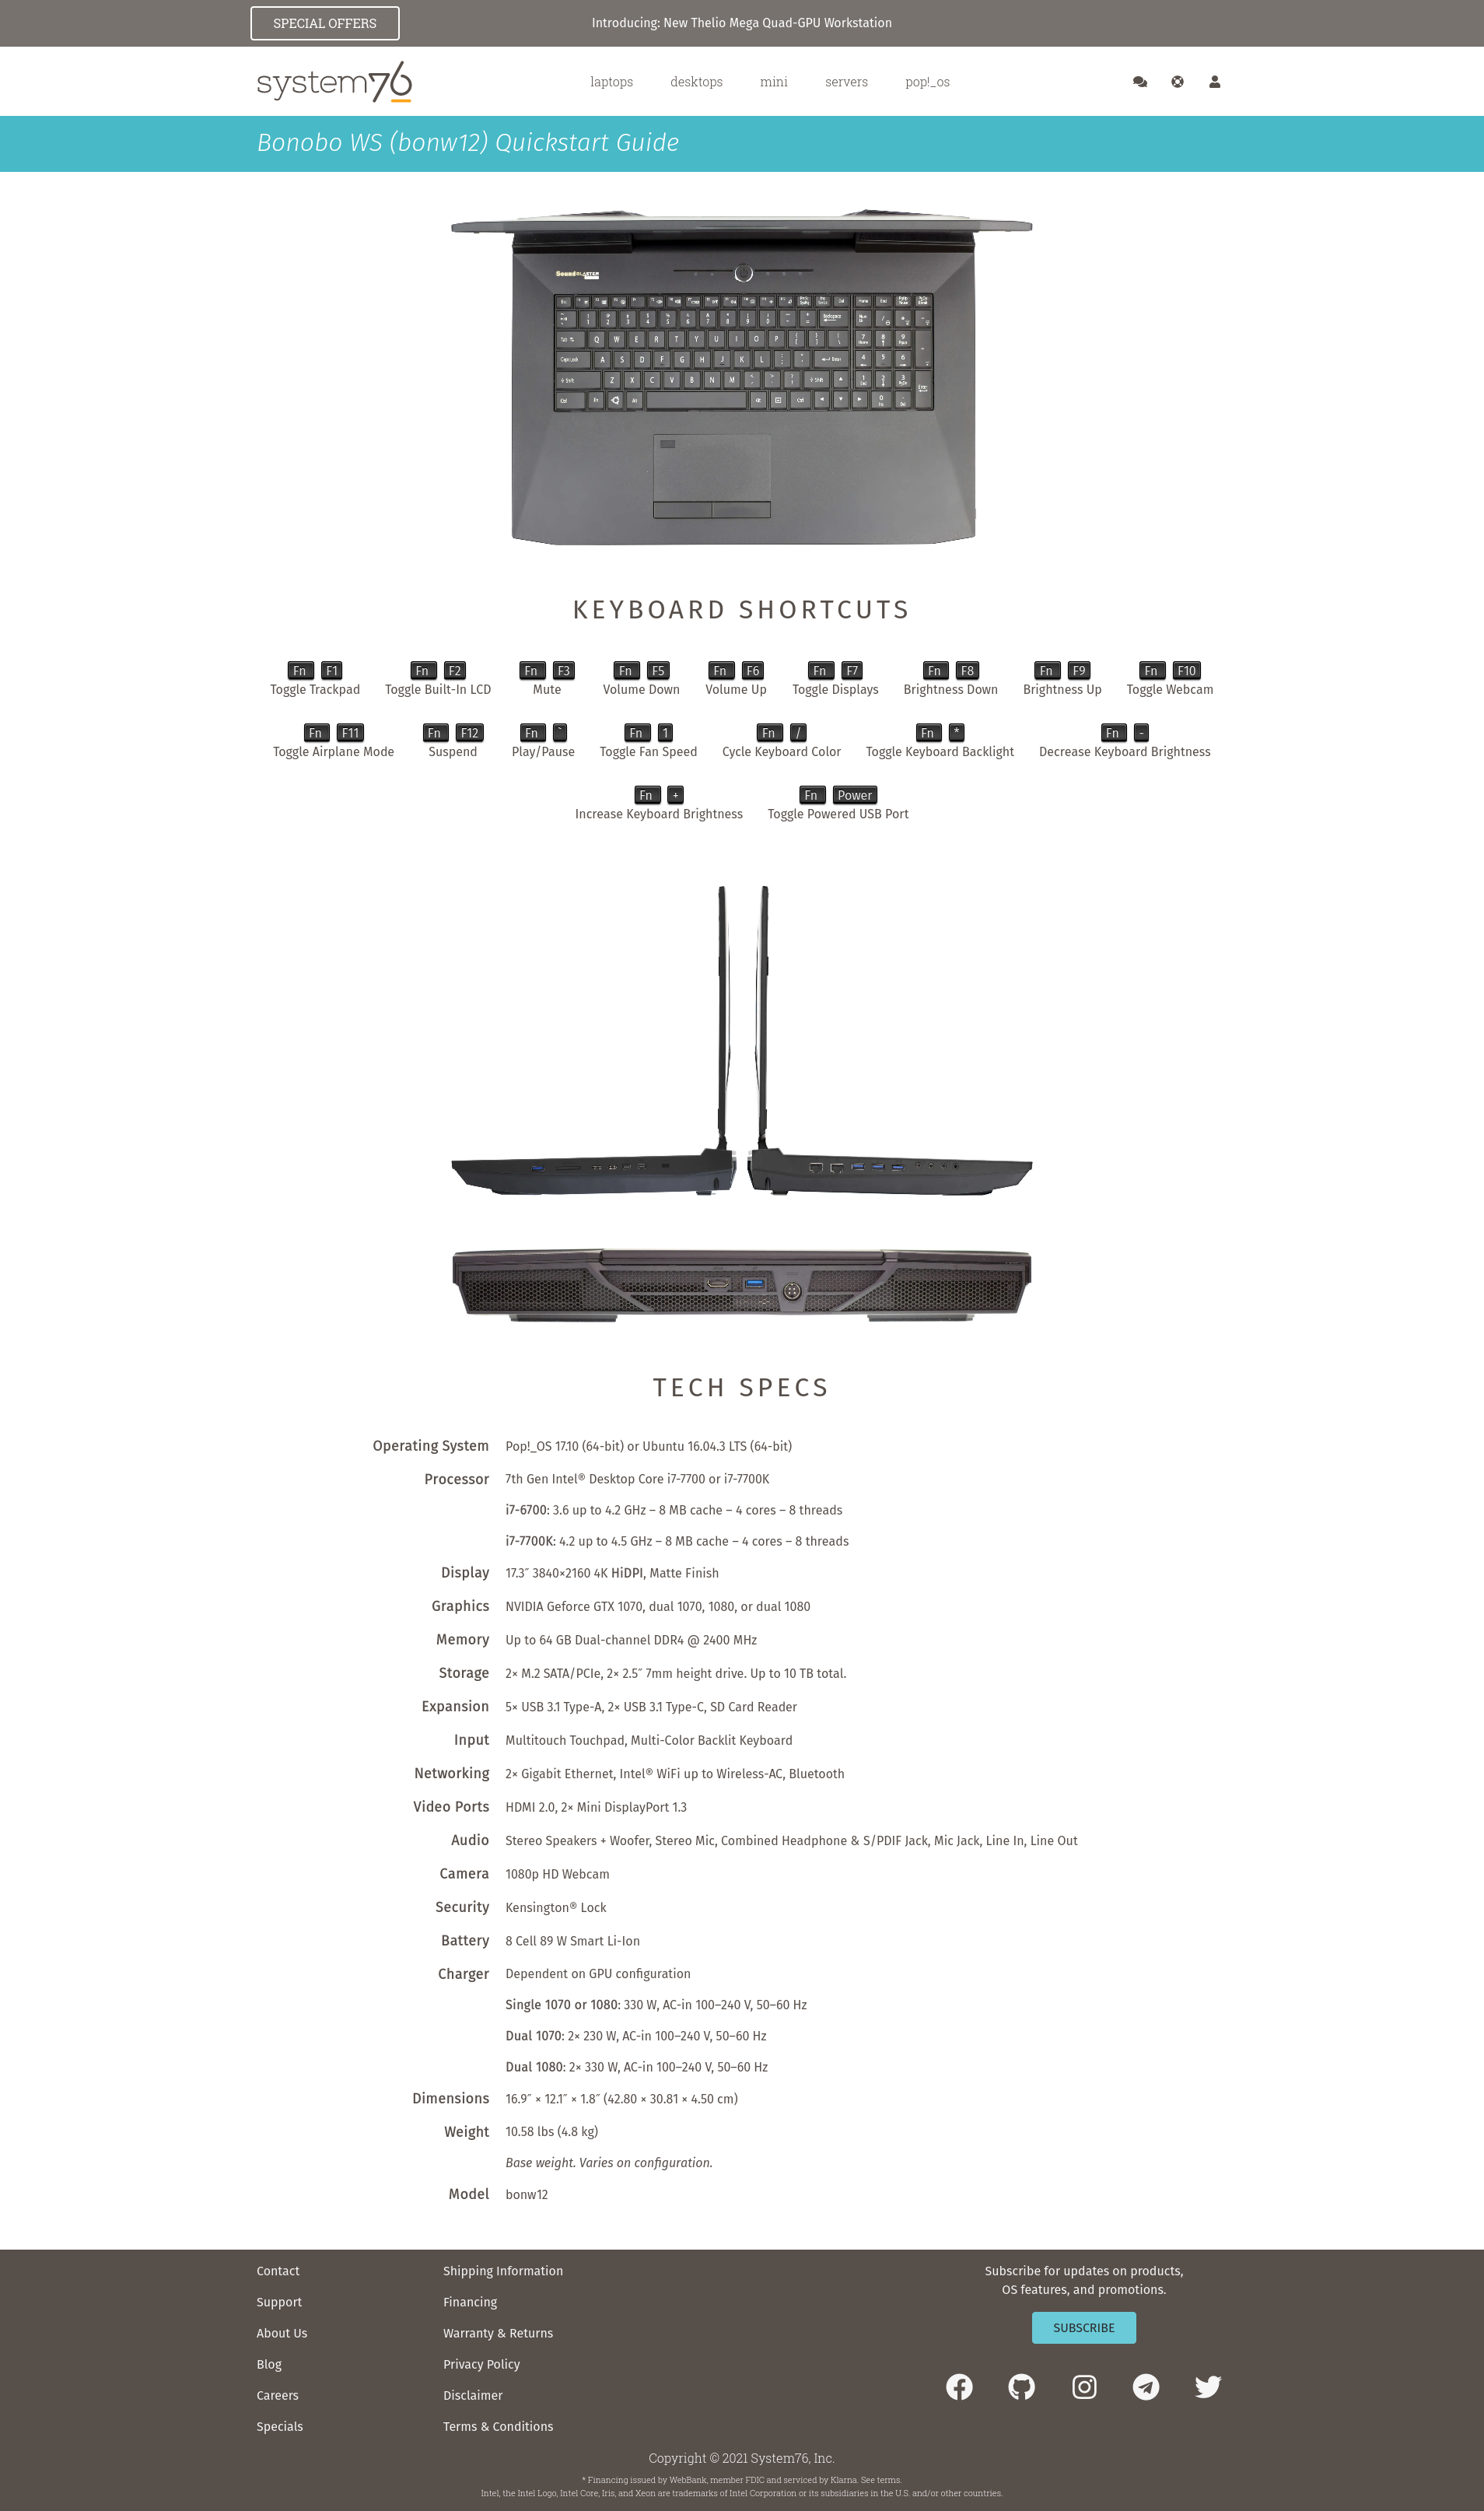 SPECIAL OFFERS
Introducing: New Thelio Mega Quad-GPU Workstation
system76
laptops
desktops
mini
servers
pop!_os
Bonobo WS (bonw12) Quickstart Guide
KEYBOARD SHORTCUTS
Fn F1
Toggle Trackpad
Fn F2
Toggle Built-In LCD
Fn F3
Mute
Fn F5
Volume Down
Fn F6
Volume Up
Fn F7
Toggle Displays
Fn F8
Brightness Down
Fn F9
Brightness Up
Fn F10
Toggle Webcam
Fn F11
Toggle Airplane Mode
Fn F12
Suspend
Fn `
Play/Pause
Fn 1
Toggle Fan Speed
Fn /
Cycle Keyboard Color
Fn *
Toggle Keyboard Backlight
Fn -
Decrease Keyboard Brightness
Fn +
Increase Keyboard Brightness
Fn Power
Toggle Powered USB Port
TECH SPECS
Operating System Pop!_OS 17.10 (64-bit) or Ubuntu 16.04.3 LTS (64-bit)
Processor 7th Gen Intel® Desktop Core i7-7700 or i7-7700K
i7-6700: 3.6 up to 4.2 GHz – 8 MB cache – 4 cores – 8 threads
i7-7700K: 4.2 up to 4.5 GHz – 8 MB cache – 4 cores – 8 threads
Display 17.3″ 3840×2160 4K HiDPI, Matte Finish
Graphics NVIDIA Geforce GTX 1070, dual 1070, 1080, or dual 1080
Memory Up to 64 GB Dual-channel DDR4 @ 2400 MHz
Storage 2× M.2 SATA/PCIe, 2× 2.5″ 7mm height drive. Up to 10 TB total.
Expansion 5× USB 3.1 Type-A, 2× USB 3.1 Type-C, SD Card Reader
Input Multitouch Touchpad, Multi-Color Backlit Keyboard
Networking 2× Gigabit Ethernet, Intel® WiFi up to Wireless-AC, Bluetooth
Video Ports HDMI 2.0, 2× Mini DisplayPort 1.3
Audio Stereo Speakers + Woofer, Stereo Mic, Combined Headphone & S/PDIF Jack, Mic Jack, Line In, Line Out
Camera 1080p HD Webcam
Security Kensington® Lock
Battery 8 Cell 89 W Smart Li-Ion
Charger Dependent on GPU configuration
Single 1070 or 1080: 330 W, AC-in 100–240 V, 50–60 Hz
Dual 1070: 2× 230 W, AC-in 100–240 V, 50–60 Hz
Dual 1080: 2× 330 W, AC-in 100–240 V, 50–60 Hz
Dimensions 16.9″ × 12.1″ × 1.8″ (42.80 × 30.81 × 4.50 cm)
Weight 10.58 lbs (4.8 kg)
Base weight. Varies on configuration.
Model bonw12
Contact
Support
About Us
Blog
Careers
Specials
Shipping Information
Financing
Warranty & Returns
Privacy Policy
Disclaimer
Terms & Conditions
Subscribe for updates on products,
OS features, and promotions.
SUBSCRIBE
Copyright © 2021 System76, Inc.
* Financing issued by WebBank, member FDIC and serviced by Klarna. See terms.
Intel, the Intel Logo, Intel Core, Iris, and Xeon are trademarks of Intel Corporation or its subsidiaries in the U.S. and/or other countries.